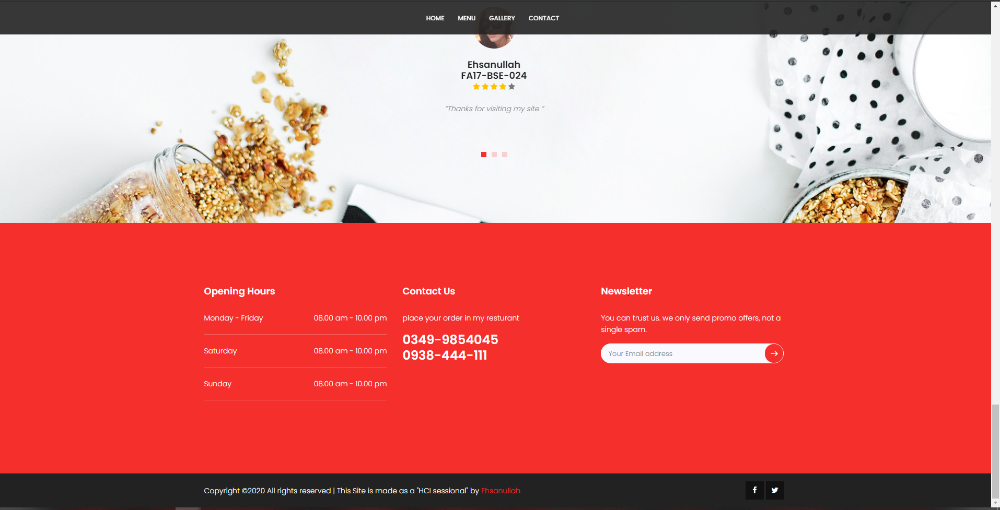 HOME MENU GALLERY CONTACT
Ehsanullah
FA17-BSE-024
“Thanks for visiting my site ”
Opening Hours
Monday - Friday 08.00 am - 10.00 pm
Saturday 08.00 am - 10.00 pm
Sunday 08.00 am - 10.00 pm
Contact Us
place your order in my resturant
0349-9854045
0938-444-111
Newsletter
You can trust us. we only send promo offers, not a
single spam.
Your Email address
Copyright ©2020 All rights reserved | This Site is made as a "HCI sessional" by Ehsanullah